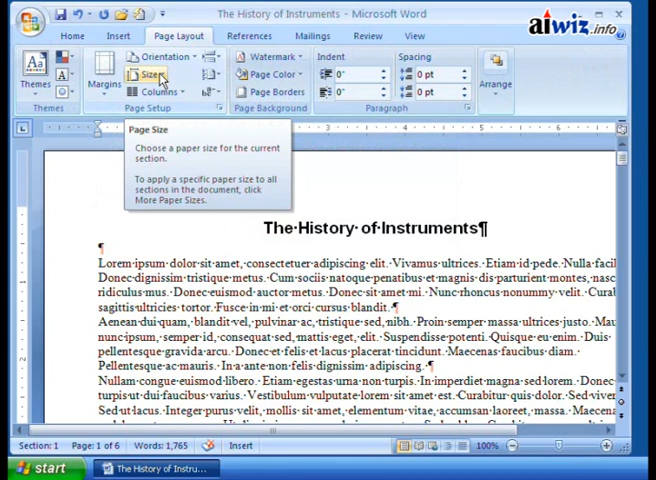 The History of Instruments - Microsoft Word
aiwiz.info
Home Insert Page Layout References Mailings Review View
Themes
Margins
Orientation
Size
Columns
Watermark
Page Color
Page Borders
Indent
0"
0"
Spacing
0 pt
0 pt
Arrange
Themes Page Setup Page Background Paragraph
3 4 5 6
Page Size
Choose a paper size for the current
section.
To apply a specific paper size to all
sections in the document, click
More Paper Sizes.
The·History·of·Instruments¶
¶
Lorem·ipsum·dolor·sit·amet,·consectetuer·adipiscing·elit.·Vivamus·ultrices.·Etiam·id·pede.·Nulla·facil
Donec·dignissim·tristique·metus.·Cum·sociis·natoque·penatibus·et·magnis·dis·parturient·montes,·nasc
ridiculus·mus.·Donec·euismod·auctor·metus.·Donec·sit·amet·mi.·Nunc·rhoncus·nonummy·velit.·Cural
sagittis·ultricies·tortor.·Fusce·in·mi·et·orci·cursus·blandit.·¶
Aenean·dui·quam,·blandit·vel,·pulvinar·ac,·tristique·sed,·nibh.·Proin·semper·massa·ultrices·justo.·Mau
nunc·ipsum,·semper·id,·consequat·sed,·mattis·eget,·elit.·Suspendisse·potenti.·Quisque·eu·enim.·Duis
pellentesque·gravida·arcu.·Donec·et·felis·et·lacus·placerat·tincidunt.·Maecenas·faucibus·diam.·
Pellentesque·ac·mauris.·In·a·ante·non·felis·dignissim·adipiscing.·¶
Nullam·congue·euismod·libero.·Etiam·egestas·urna·non·turpis.·In·imperdiet·magna·sed·lorem.·Donec
turpis·ut·dui·faucibus·varius.·Vestibulum·vulputate·lorem·sit·amet·est.·Curabitur·quis·dolor.·Sed·viver
Sed·ut·lacus.·Integer·purus·velit,·mollis·sit·amet,·elementum·vitae,·accumsan·laoreet,·massa.·Maecenas
Section: 1 Page: 1 of 6 Words: 1,765 Insert 100%
start The History of Instru...